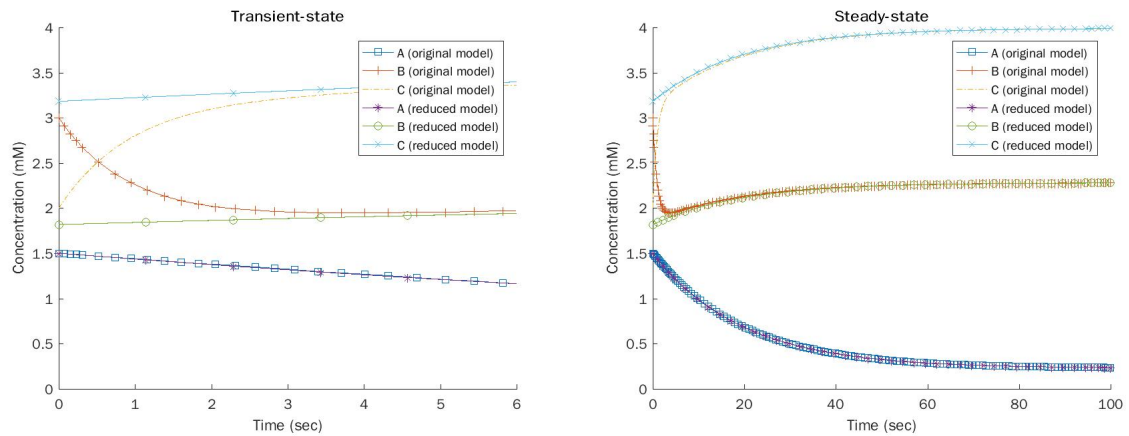 Transient-state
Concentration (mM)
4
3.5
3
2.5
2
1.5
1
0.5
0
0
1
2
3
4
5
6
Time (sec)
A (original model)
B (original model)
C (original model)
A (reduced model)
B (reduced model)
C (reduced model)
Steady-state
Concentration (mM)
4
3.5
3
2.5
2
1.5
1
0.5
0
0
20
40
60
80
100
Time (sec)
A (original model)
B (original model)
C (original model)
A (reduced model)
B (reduced model)
C (reduced model)